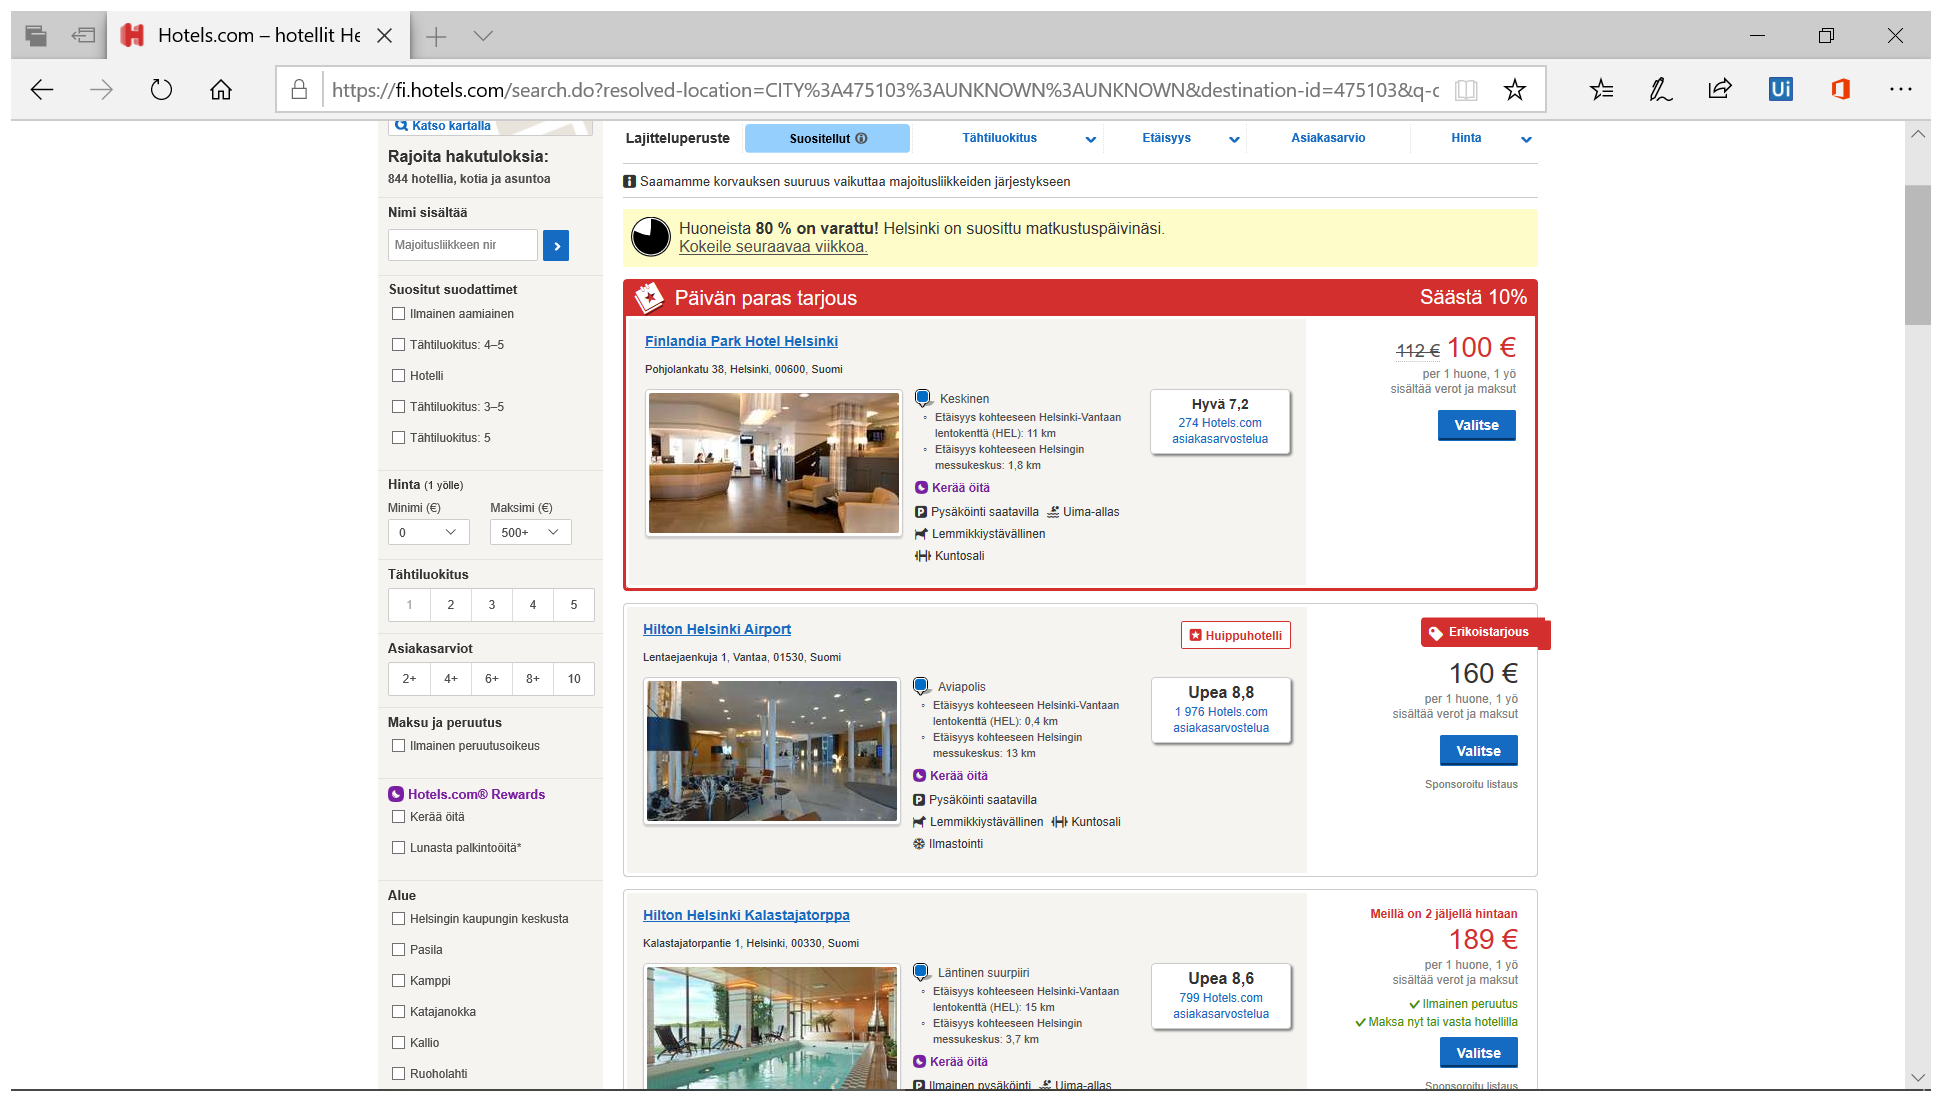 Hotels.com – hotellit He
https://fi.hotels.com/search.do?resolved-location=CITY%3A475103%3AUNKNOWN%3AUNKNOWN&destination-id=475103&q-c
Ui
Katso kartalla
Rajoita hakutuloksia:
844 hotellia, kotia ja asuntoa
Nimi sisältää
Majoitusliikkeen nir
Suositut suodattimet
Ilmainen aamiainen
Tähtiluokitus: 4–5
Hotelli
Tähtiluokitus: 3–5
Tähtiluokitus: 5
Hinta (1 yölle)
Minimi (€) Maksimi (€)
0 500+
Tähtiluokitus
1 2 3 4 5
Asiakasarviot
2+ 4+ 6+ 8+ 10
Maksu ja peruutus
Ilmainen peruutusoikeus
Hotels.com® Rewards
Kerää öitä
Lunasta palkintoöitä*
Alue
Helsingin kaupungin keskusta
Pasila
Kamppi
Katajanokka
Kallio
Ruoholahti
Lajitteluperuste Suositellut Tähtiluokitus Etäisyys Asiakasarvio Hinta
Saamamme korvauksen suuruus vaikuttaa majoitusliikkeiden järjestykseen
Huoneista 80 % on varattu! Helsinki on suosittu matkustuspäivinäsi.
Kokeile seuraavaa viikkoa.
Päivän paras tarjous Säästä 10%
Finlandia Park Hotel Helsinki
Pohjolankatu 38, Helsinki, 00600, Suomi
Keskinen
Etäisyys kohteeseen Helsinki-Vantaan
lentokenttä (HEL): 11 km
Etäisyys kohteeseen Helsingin
messukeskus: 1,8 km
Kerää öitä
Pysäköinti saatavilla Uima-allas
Lemmikkiystävällinen
Kuntosali
Hyvä 7,2
274 Hotels.com
asiakasarvostelua
112 € 100 €
per 1 huone, 1 yö
sisältää verot ja maksut
Valitse
Hilton Helsinki Airport
Lentaejaenkuja 1, Vantaa, 01530, Suomi
Huippuhotelli
Aviapolis
Etäisyys kohteeseen Helsinki-Vantaan
lentokenttä (HEL): 0,4 km
Etäisyys kohteeseen Helsingin
messukeskus: 13 km
Kerää öitä
Pysäköinti saatavilla
Lemmikkiystävällinen Kuntosali
Ilmastointi
Upea 8,8
1 976 Hotels.com
asiakasarvostelua
Erikoistarjous
160 €
per 1 huone, 1 yö
sisältää verot ja maksut
Valitse
Sponsoroitu listaus
Hilton Helsinki Kalastajatorppa
Kalastajatorpantie 1, Helsinki, 00330, Suomi
Läntinen suurpiiri
Etäisyys kohteeseen Helsinki-Vantaan
lentokenttä (HEL): 15 km
Etäisyys kohteeseen Helsingin
messukeskus: 3,7 km
Kerää öitä
Ilmainen pysäköinti Uima-allas
Upea 8,6
799 Hotels.com
asiakasarvostelua
Meillä on 2 jäljellä hintaan
189 €
per 1 huone, 1 yö
sisältää verot ja maksut
Ilmainen peruutus
Maksa nyt tai vasta hotellilla
Valitse
Sponsoroitu listaus